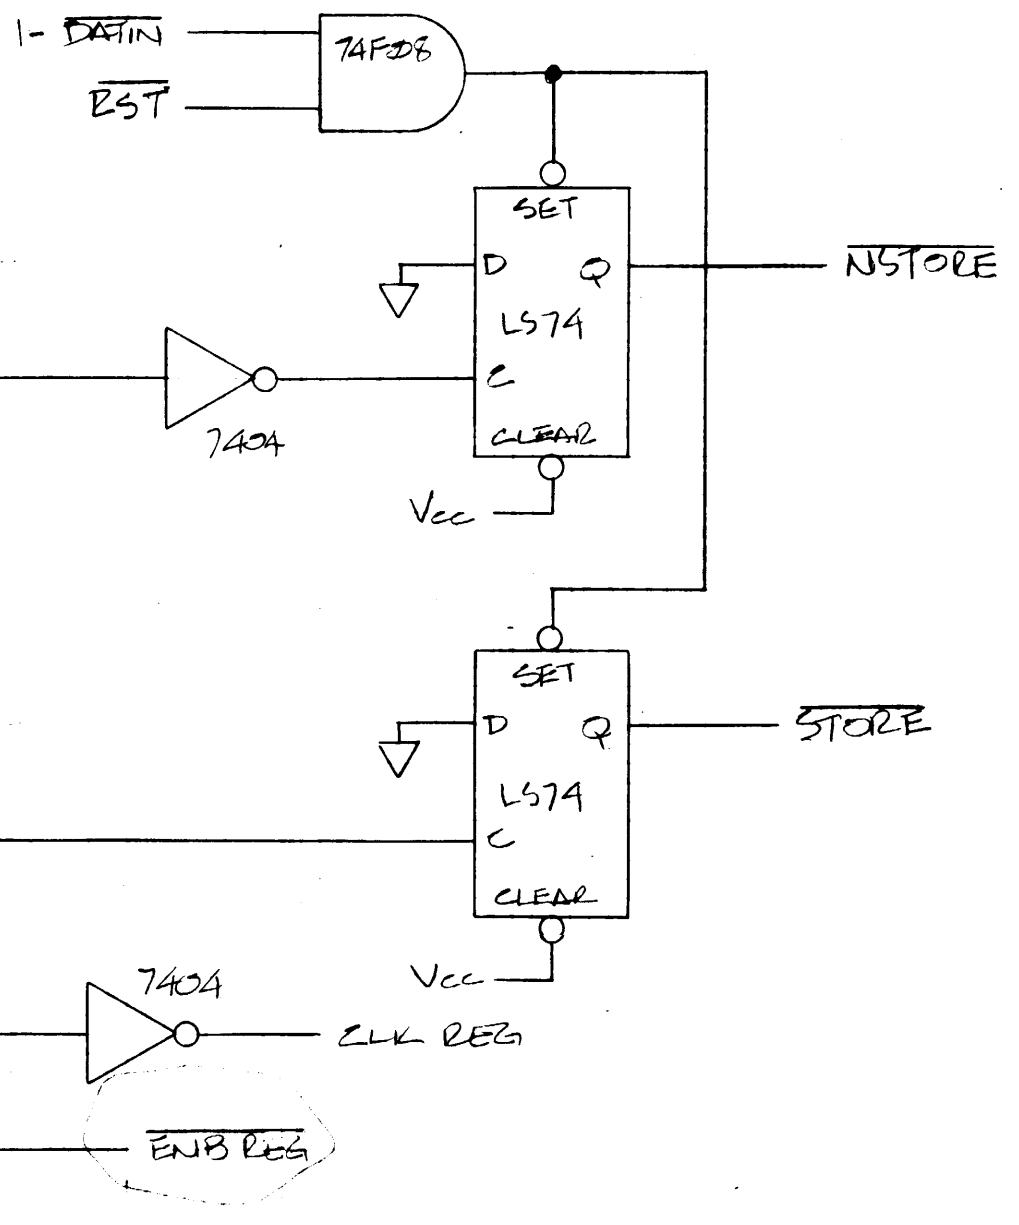 1- DATIN
74F08
RST
SET
D
Q
NSTORE
LS74
C
7404
CLEAR
Vcc
SET
D
Q
STORE
LS74
C
CLEAR
7404
Vcc
CLK REG
ENB REG